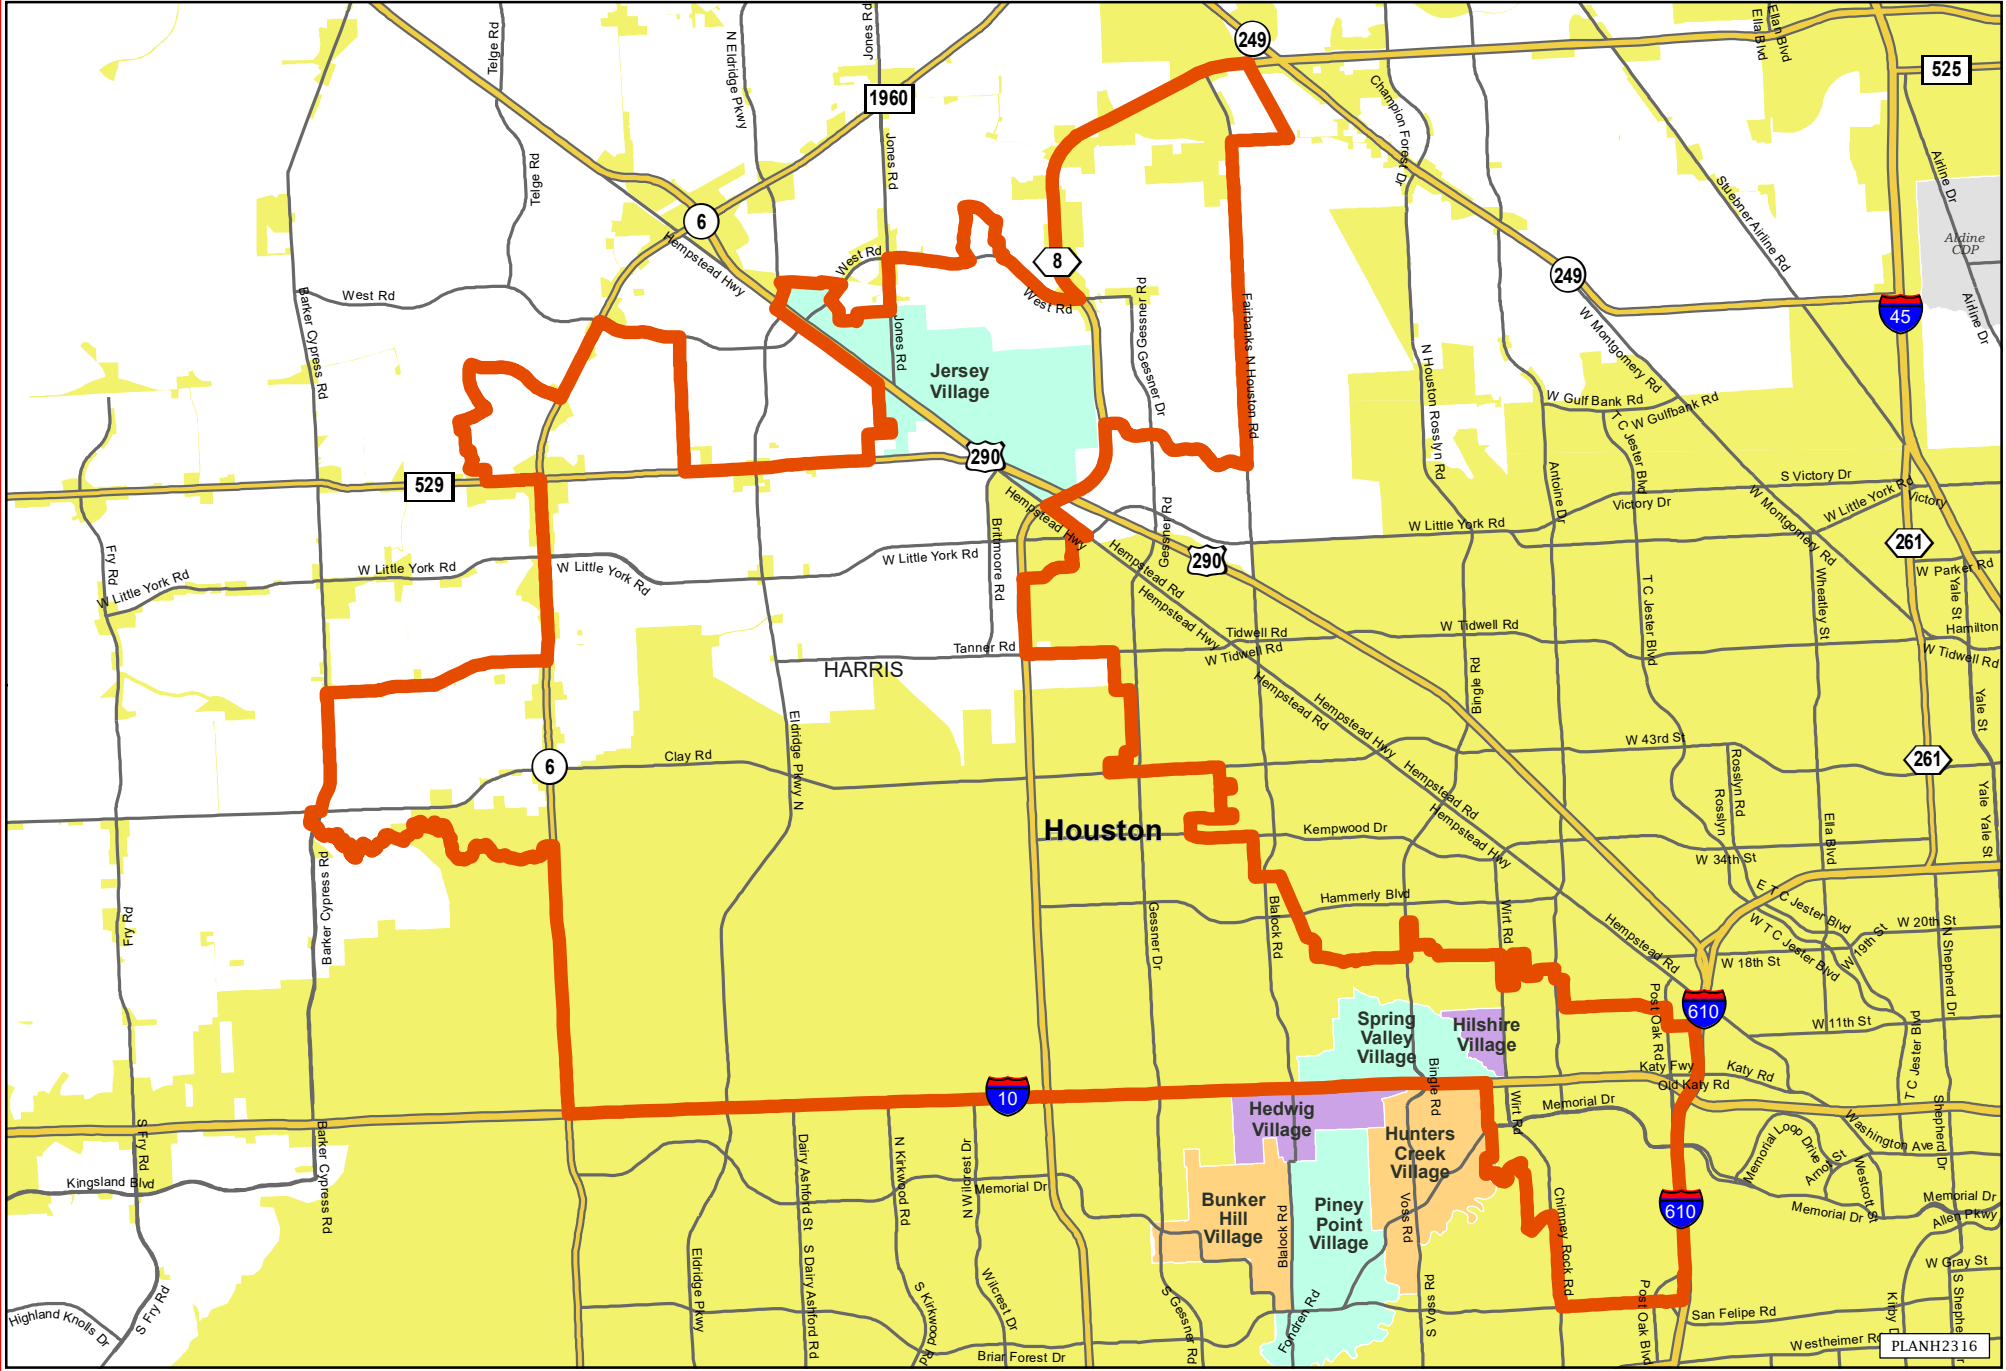 Telge Rd
N Eldridge Pkwy
Jones Rd
249
Ella Blvd
Ellan Blvd
525
1960
Champion Forest Dr
Telge Rd
Jones Rd
Airline Dr
Stuebner Airline Rd
6
Hempstead Hwy
West Rd
8
Aldine
CDP
249
West Rd
Barker Cypress Rd
West Rd
Gessner Rd
Gessner Dr
Fairbanks N Houston Rd
Airline Dr
45
W Montgomery Rd
Jones Rd
Jersey
Village
N Houston Rosslyn Rd
W Gulf Bank Rd
W Gulfbank Rd
T C Jester Blvd
290
529
Hempstead Hwy
Gessner Rd
Antoine Dr
S Victory Dr
Victory Dr
W Little York Rd
Victory
W Montgomery Rd
W Little York Rd
Brittmoore Rd
261
Fry Rd
W Little York Rd
W Little York Rd
W Little York Rd
W Little York Rd
Hempstead Rd
290
Hempstead Hwy
W Parker Rd
Yale St
Wheatley St
T C Jester Blvd
Tidwell Rd
W Tidwell Rd
W Tidwell Rd
Hamilton
W Tidwell Rd
Tanner Rd
HARRIS
Hempstead Rd
Bingle Rd
Hempstead Hwy
Yale St
Eldridge Pkwy N
Clay Rd
6
W 43rd St
261
Rosslyn Rd
Rosslyn
Hempstead Rd
Hempstead Hwy
Houston
Kempwood Dr
Ella Blvd
Yale St
Yale St
W 34th St
Barker Cypress Rd
Fry Rd
Hammerly Blvd
E T C Jester Blvd
W T C Jester Blvd
W 20th St
W 19th St
W 18th St
Gessner Dr
Blalock Rd
Wirt Rd
Hempstead Rd
N Shepherd Dr
Post Oak Rd
610
Spring
Valley
Village
Hilshire
Village
W 11th St
T C Jester Blvd
Bingle Rd
Katy Fwy
Old Katy Rd
Katy Rd
10
Hedwig
Village
Wirt Rd
Memorial Dr
Hunters
Creek
Village
Memorial Loop Drive
Arnot St
Washington Ave
Westcott St
Shepherd Dr
S Fry Rd
Barker Cypress Rd
Kingsland Blvd
Dairy Ashford St
N Kirkwood Rd
N Wilcrest Dr
Memorial Dr
Bunker
Hill
Village
Piney
Point
Village
Blalock Rd
Voss Rd
Chimney Rock Rd
610
Memorial Dr
Memorial Dr
Allen Pkwy
W Gray St
Eldridge Pkwy
S Dairy Ashford Rd
S Kirkwood Rd
Wilcrest Dr
Briar Forest Dr
S Gessner Rd
Fondren Rd
S Voss Rd
Post Oak Blvd
San Felipe Rd
Westheimer Rd
S Fry Rd
Highland Knolls Dr
PLANH2316